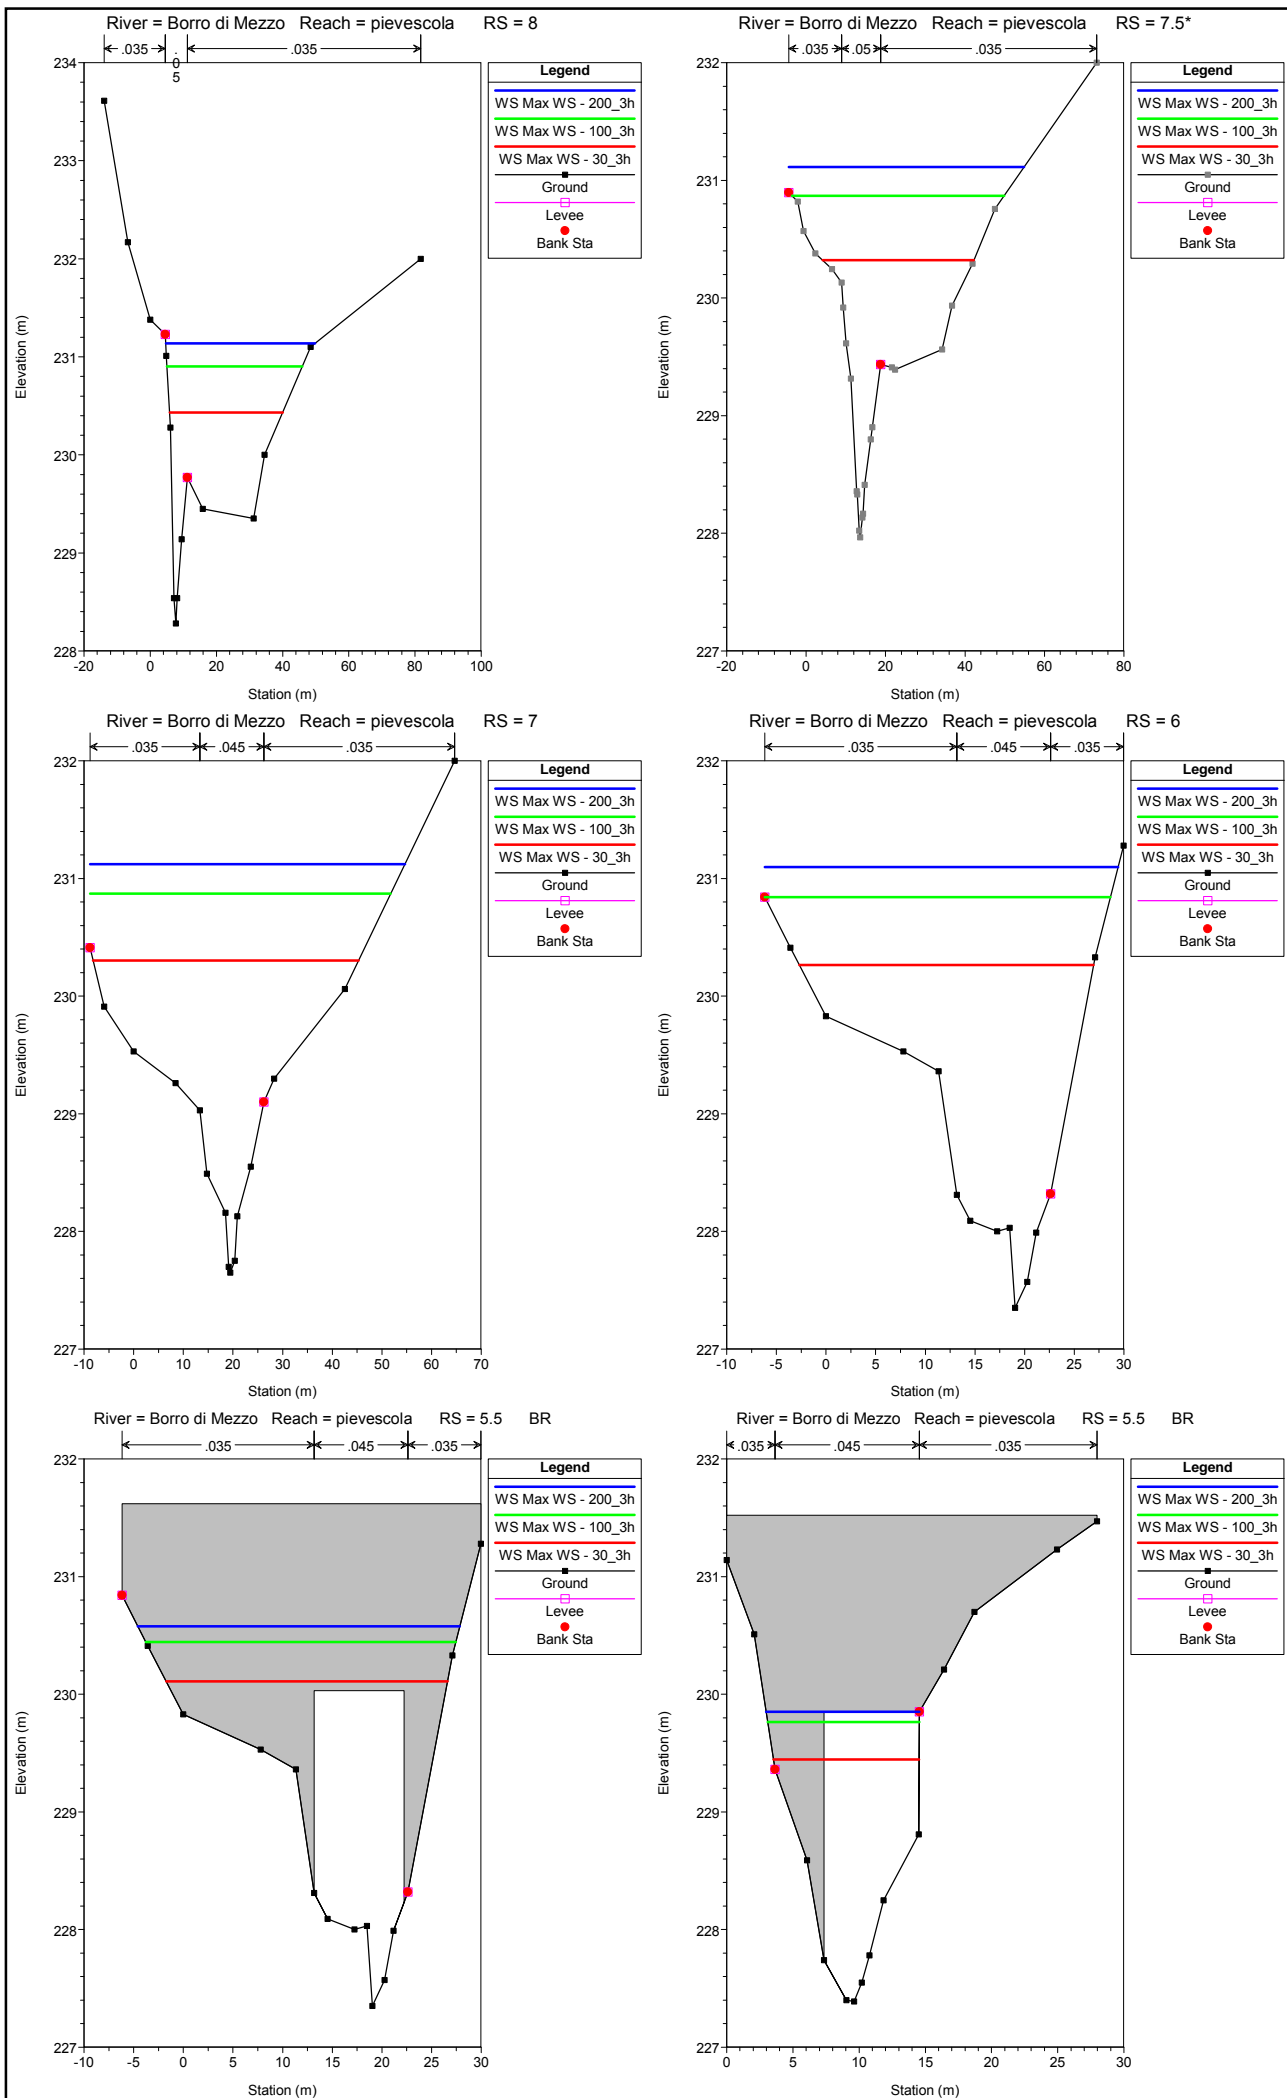 River = Borro di Mezzo Reach = pievescola RS = 8
.035
.05
.035
234
233
232
231
230
229
228
-20 0 20 40 60 80 100
Elevation (m)
Station (m)
Legend
WS Max WS - 200_3h
WS Max WS - 100_3h
WS Max WS - 30_3h
Ground
Levee
Bank Sta
River = Borro di Mezzo Reach = pievescola RS = 7.5*
.035 .05 .035
232
231
230
229
228
227
-20 0 20 40 60 80
Elevation (m)
Station (m)
Legend
WS Max WS - 200_3h
WS Max WS - 100_3h
WS Max WS - 30_3h
Ground
Levee
Bank Sta
River = Borro di Mezzo Reach = pievescola RS = 7
.035 .045 .035
232
231
230
229
228
227
-10 0 10 20 30 40 50 60 70
Elevation (m)
Station (m)
Legend
WS Max WS - 200_3h
WS Max WS - 100_3h
WS Max WS - 30_3h
Ground
Levee
Bank Sta
River = Borro di Mezzo Reach = pievescola RS = 6
.035 .045 .035
232
231
230
229
228
227
-10 -5 0 5 10 15 20 25 30
Elevation (m)
Station (m)
Legend
WS Max WS - 200_3h
WS Max WS - 100_3h
WS Max WS - 30_3h
Ground
Levee
Bank Sta
River = Borro di Mezzo Reach = pievescola RS = 5.5 BR
.035 .045 .035
232
231
230
229
228
227
-10 -5 0 5 10 15 20 25 30
Elevation (m)
Station (m)
Legend
WS Max WS - 200_3h
WS Max WS - 100_3h
WS Max WS - 30_3h
Ground
Levee
Bank Sta
River = Borro di Mezzo Reach = pievescola RS = 5.5 BR
.035 .045 .035
232
231
230
229
228
227
0 5 10 15 20 25 30
Elevation (m)
Station (m)
Legend
WS Max WS - 200_3h
WS Max WS - 100_3h
WS Max WS - 30_3h
Ground
Levee
Bank Sta